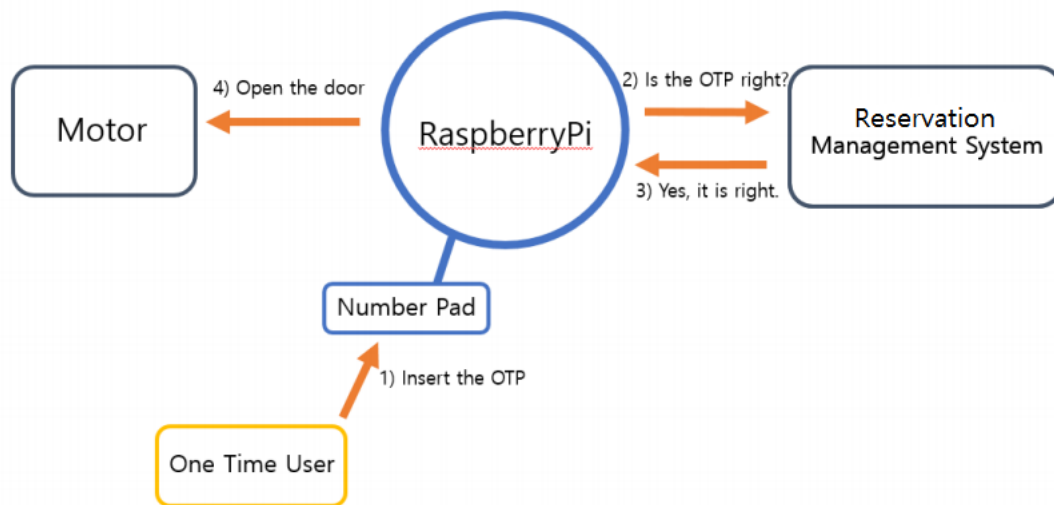 4) Open the door
2) Is the OTP right?
Motor
RaspberryPi
Reservation
Management System
3) Yes, it is right.
Number Pad
1) Insert the OTP
One Time User